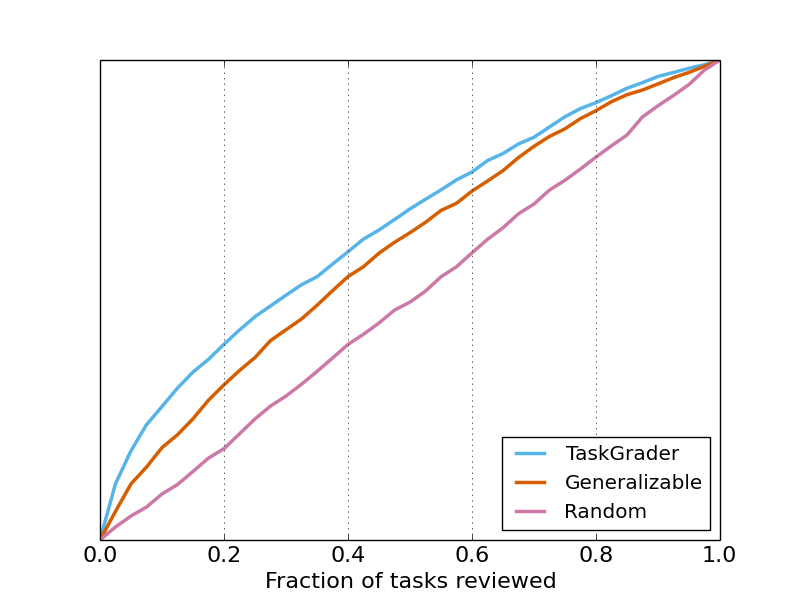 TaskGrader
Generalizable
Random
0.0 0.2 0.4 0.6 0.8 1.0
Fraction of tasks reviewed